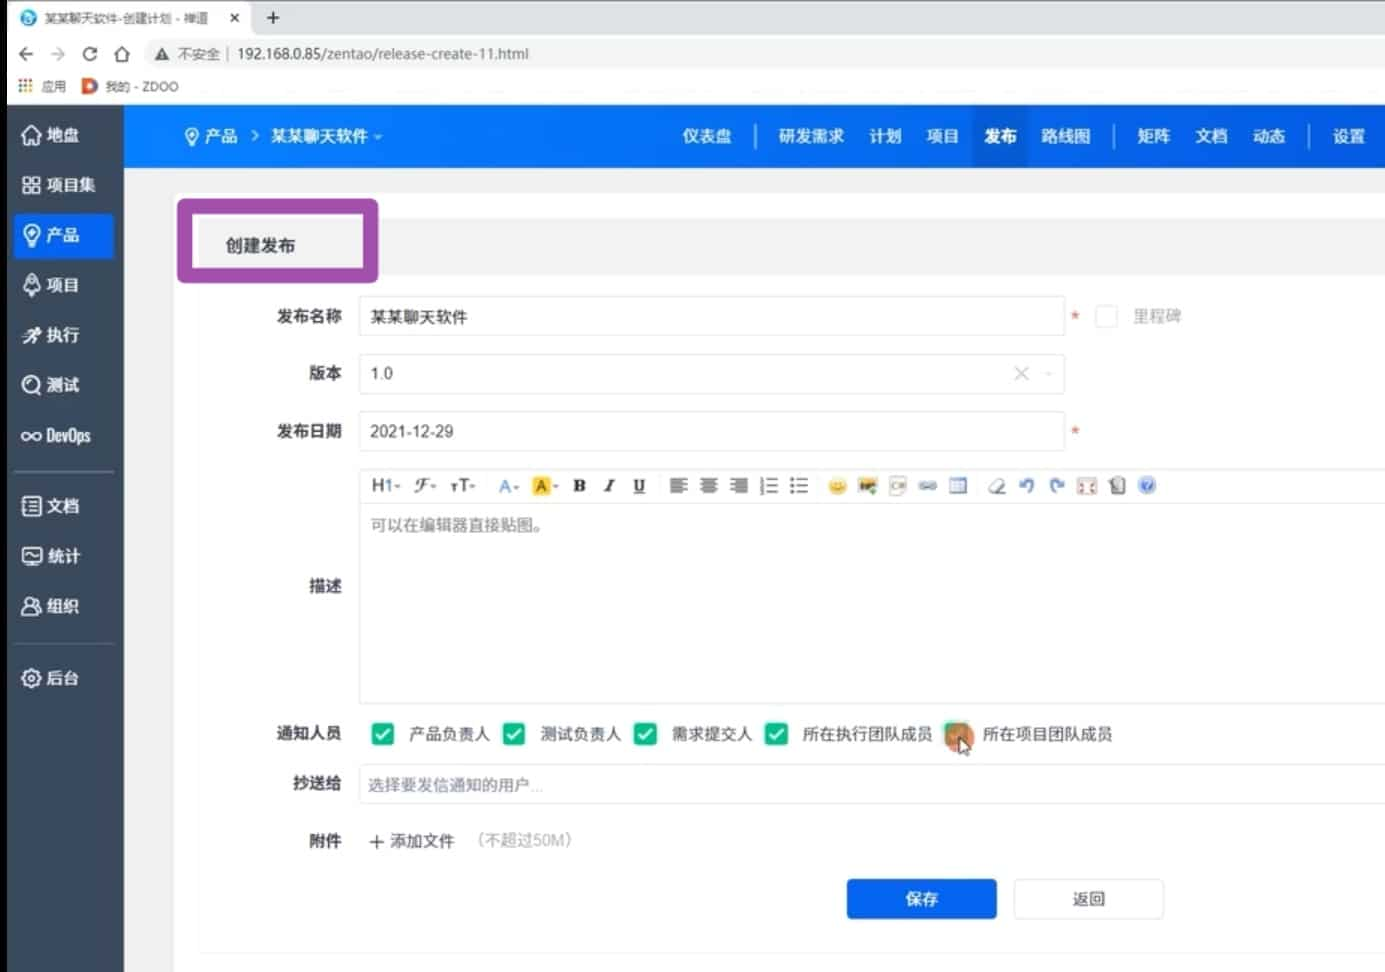 某某聊天软件-创建计划 - 禅道
不安全 | 192.168.0.85/zentao/release-create-11.html
应用 我的 - ZDOO
地盘
项目集
产品
项目
执行
测试
DevOps
文档
统计
组织
后台
产品 > 某某聊天软件
仪表盘 研发需求 计划 项目 发布 路线图 矩阵 文档 动态 设置
创建发布
发布名称 某某聊天软件 * 里程碑
版本 1.0
发布日期 2021-12-29 *
H1 F TT A A B I U
描述 可以在编辑器直接贴图。
通知人员 产品负责人 测试负责人 需求提交人 所在执行团队成员 所在项目团队成员
抄送给 选择要发信通知的用户...
附件 + 添加文件 (不超过50M)
保存 返回